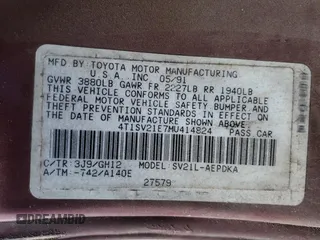 MFD BY TOYOTA MOTOR MANUFACTURING
U.S.A. INC. 05/91
GVWR 3880LB GAWR FR 2227LB RR 1940LB
THIS VEHICLE CONFORMS TO ALL APPLICABLE
FEDERAL MOTOR VEHICLE SAFETY, BUMPER, AND
THEFT PREVENTION STANDARDS IN EFFECT ON
THE DATE OF MANUFACTURE SHOWN ABOVE.
4T1SV21E7MU414824 PASS.CAR
C/TR: 3J9/GH12 MODEL: SV21L-AEPDKA
A/TM:-742/A140E
27579
DREAMBID